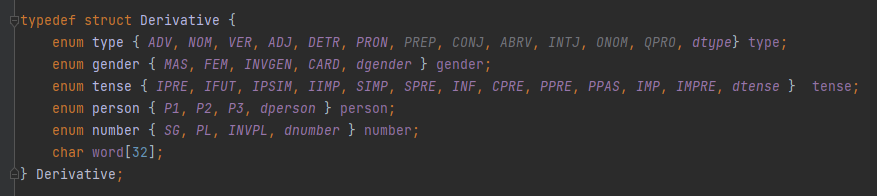 typedef struct Derivative {
    enum type { ADV, NOM, VER, ADJ, DETR, PRON, PREP, CONJ, ABRV, INTJ, ONOM, QPRO, dtype} type;
    enum gender { MAS, FEM, INVGEN, CARD, dgender } gender;
    enum tense { IPRE, IFUT, IPSIM, IIMP, SIMP, SPRE, INF, CPRE, PPRE, PPAS, IMP, IMPRE, dtense }  tense;
    enum person { P1, P2, P3, dperson } person;
    enum number { SG, PL, INVPL, dnumber } number;
    char word[32];
} Derivative;